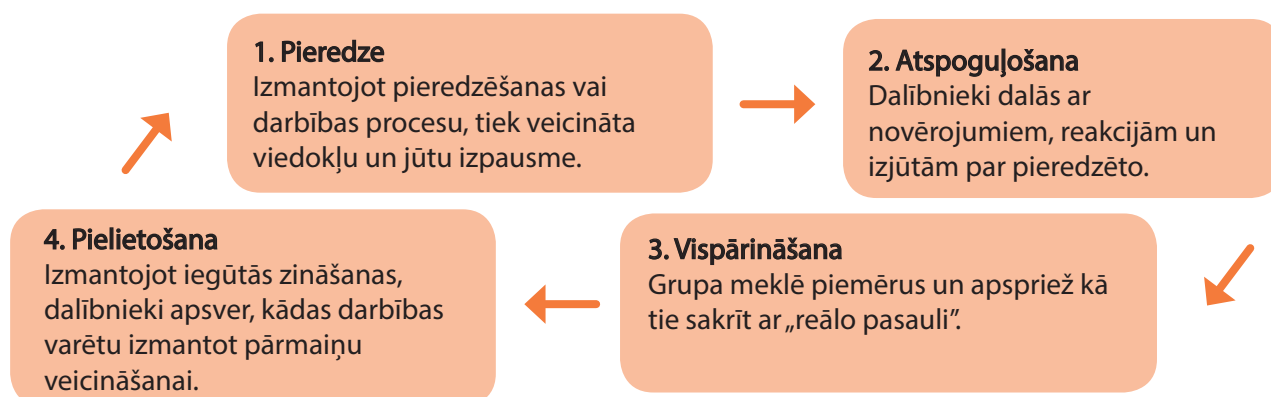 1. Pieredze
Izmantojot pieredzēšanas vai
darbības procesu, tiek veicināta
viedokļu un jūtu izpausme.
2. Atspoguļošana
Dalībnieki dalās ar
novērojumiem, reakcijām un
izjūtām par pieredzēto.
3. Vispārināšana
Grupa meklē piemērus un apspriež kā
tie sakrīt ar „reālo pasauli”.
4. Pielietošana
Izmantojot iegūtās zināšanas,
dalībnieki apsver, kādas darbības
varētu izmantot pārmaiņu
veicināšanai.